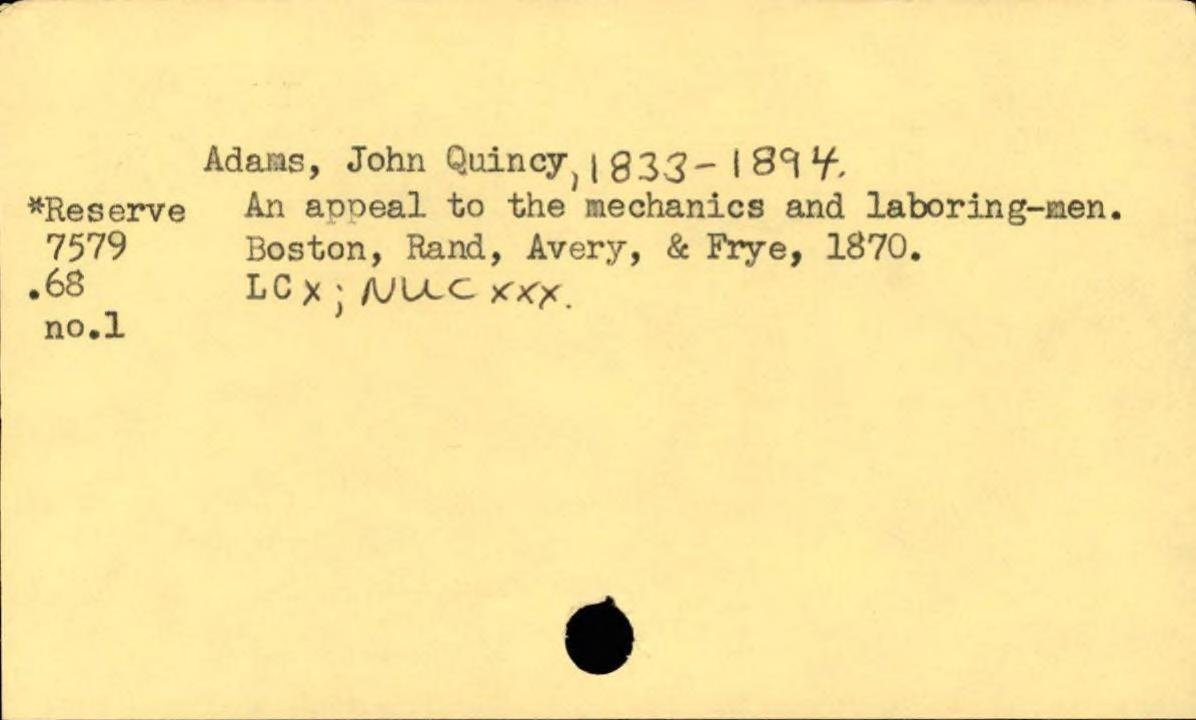 Adams, John Quincy, 1833-1894.
*Reserve An appeal to the mechanics and laboring-men.
7579 Boston, Rand, Avery, & Frye, 1870.
.68 LCx; NUC xxx.
no.1